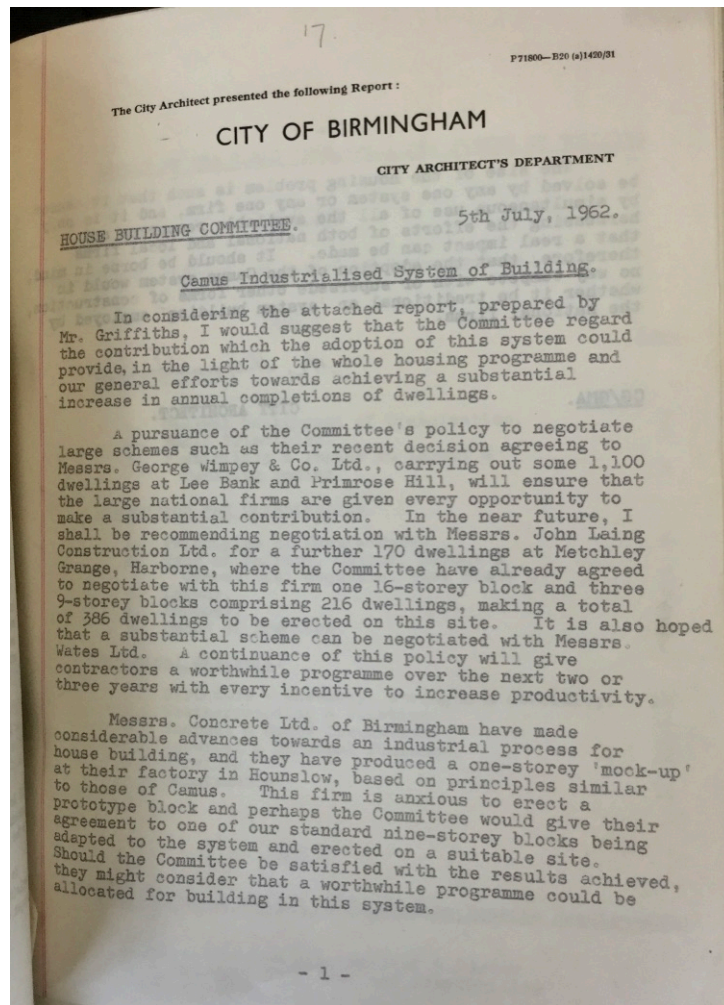 17.
P71800—B20 (a)1420/31
The City Architect presented the following Report :
CITY OF BIRMINGHAM
CITY ARCHITECT'S DEPARTMENT
5th July, 1962.
HOUSE BUILDING COMMITTEE.
Camus Industrialised System of Building.
In considering the attached report, prepared by
Mr. Griffiths, I would suggest that the Committee regard
the contribution which the adoption of this system could
provide, in the light of the whole housing programme and
our general efforts towards achieving a substantial
increase in annual completions of dwellings.
A pursuance of the Committee's policy to negotiate
large schemes such as their recent decision agreeing to
Messrs. George Wimpey & Co. Ltd., carrying out some 1,100
dwellings at Lee Bank and Primrose Hill, will ensure that
the large national firms are given every opportunity to
make a substantial contribution. In the near future, I
shall be recommending negotiation with Messrs. John Laing
Construction Ltd. for a further 170 dwellings at Metchley
Grange, Harborne, where the Committee have already agreed
to negotiate with this firm one 16-storey block and three
9-storey blocks comprising 216 dwellings, making a total
of 386 dwellings to be erected on this site. It is also hoped
that a substantial scheme can be negotiated with Messrs.
Wates Ltd. A continuance of this policy will give
contractors a worthwhile programme over the next two or
three years with every incentive to increase productivity.
Messrs. Concrete Ltd. of Birmingham have made
considerable advances towards an industrial process for
house building, and they have produced a one-storey 'mock-up'
at their factory in Hounslow, based on principles similar
to those of Camus. This firm is anxious to erect a
prototype block and perhaps the Committee would give their
agreement to one of our standard nine-storey blocks being
adapted to the system and erected on a suitable site.
Should the Committee be satisfied with the results achieved,
they might consider that a worthwhile programme could be
allocated for building in this system.
- 1 -